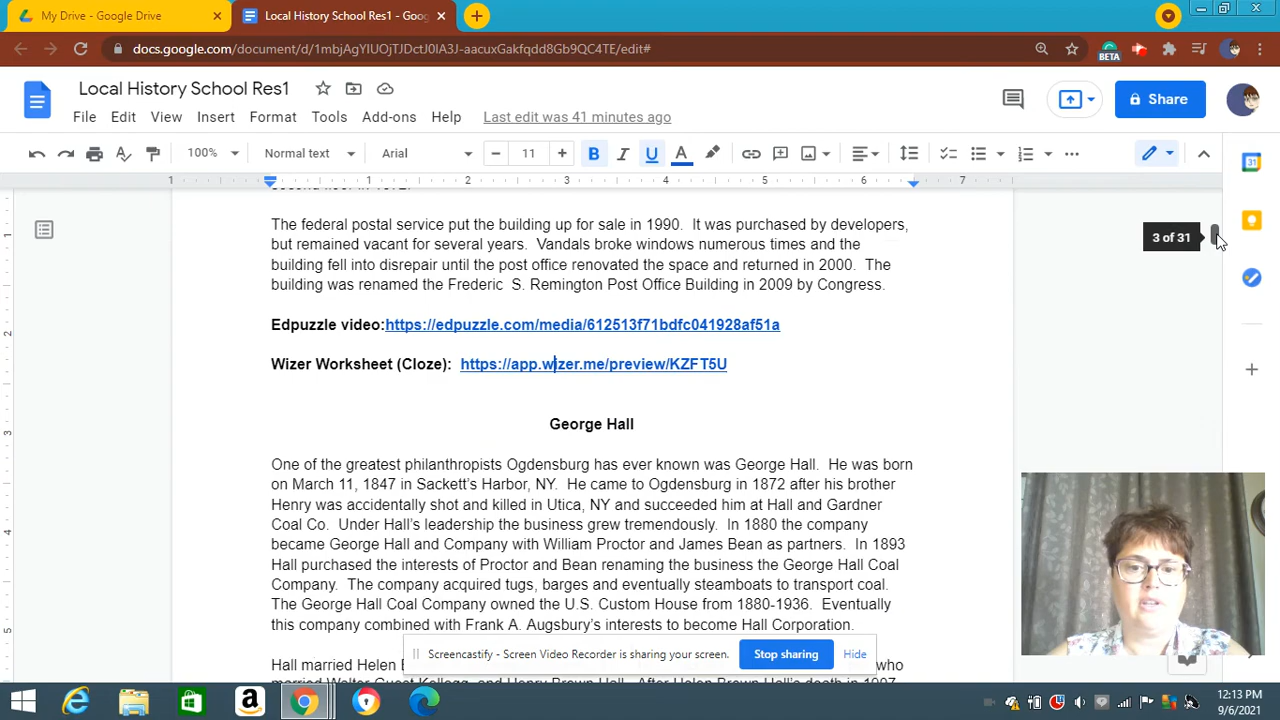 My Drive - Google Drive
Local History School Res1 - Goo
docs.google.com/document/d/1mbjAgYIUQjTJDctJ0IA3J-aacuxGakfqdd8Gb9QC4TE/edit#
BETA
Local History School Res1
File Edit View Insert Format Tools Add-ons Help Last edit was 41 minutes ago
Share
100% Normal text Arial 11 B I U A
1 1 2 3 4 5 6 7
The federal postal service put the building up for sale in 1990. It was purchased by developers,
but remained vacant for several years. Vandals broke windows numerous times and the
building fell into disrepair until the post office renovated the space and returned in 2000. The
building was renamed the Frederic S. Remington Post Office Building in 2009 by Congress.
3 of 31
Edpuzzle video:https://edpuzzle.com/media/612513f71bdfc041928af51a
Wizer Worksheet (Cloze): https://app.wizer.me/preview/KZFT5U
George Hall
One of the greatest philanthropists Ogdensburg has ever known was George Hall. He was born
on March 11, 1847 in Sackett's Harbor, NY. He came to Ogdensburg in 1872 after his brother
Henry was accidentally shot and killed in Utica, NY and succeeded him at Hall and Gardner
Coal Co. Under Hall's leadership the business grew tremendously. In 1880 the company
became George Hall and Company with William Proctor and James Bean as partners. In 1893
Hall purchased the interests of Proctor and Bean renaming the business the George Hall Coal
Company. The company acquired tugs, barges and eventually steamboats to transport coal.
The George Hall Coal Company owned the U.S. Custom House from 1880-1936. Eventually
this company combined with Frank A. Augsbury's interests to become Hall Corporation.
Screencastify - Screen Video Recorder is sharing your screen. Stop sharing Hide
Hall married Helen who
12:13 PM
9/6/2021